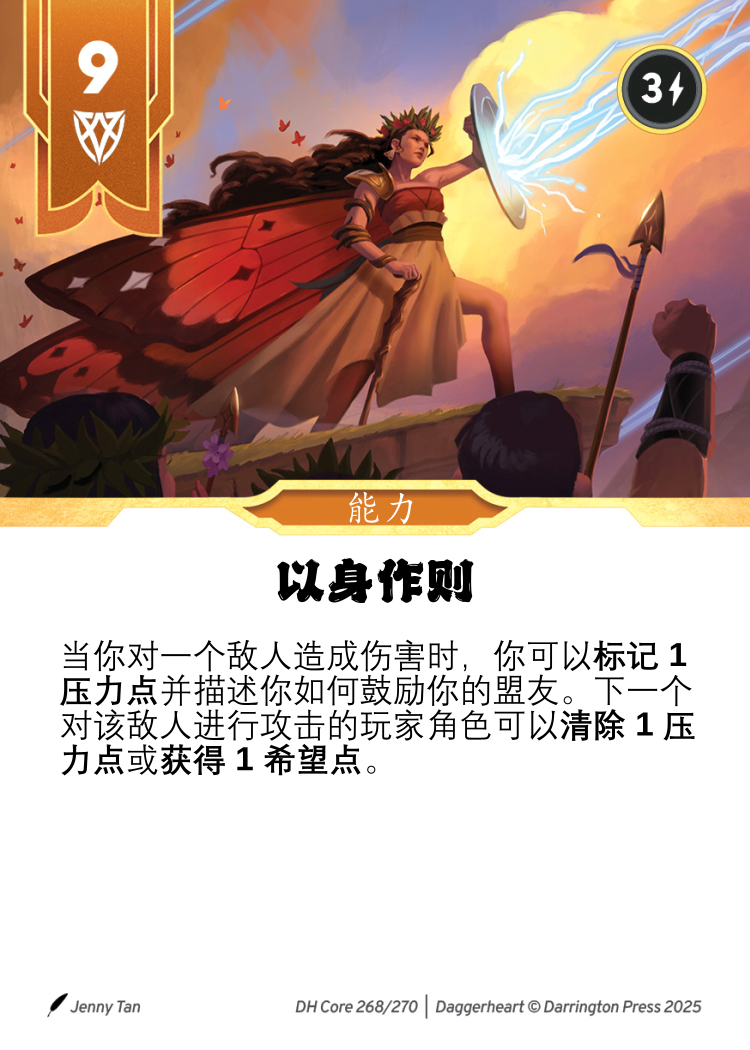 9
3
能力
以身作则
当你对一个敌人造成伤害时，你可以标记 1
压力点并描述你如何鼓励你的盟友。下一个
对该敌人进行攻击的玩家角色可以清除 1 压
力点或获得 1 希望点。
Jenny Tan
DH Core 268/270 | Daggerheart © Darrington Press 2025